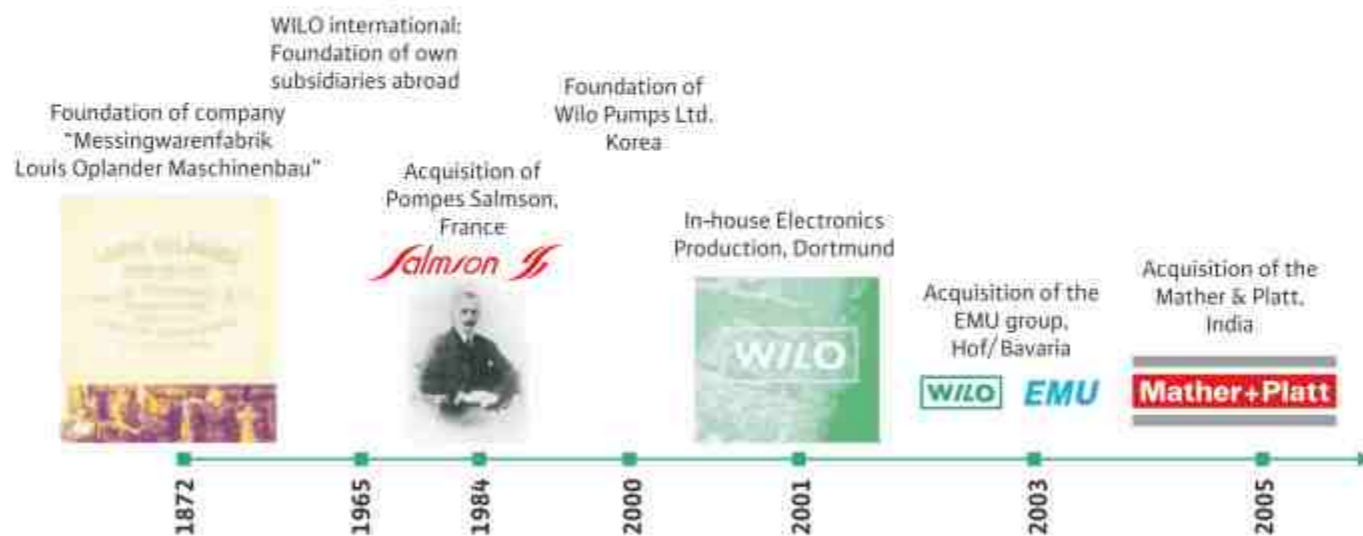 WILO international:
Foundation of own
subsidiaries abroad
Foundation of
Wilo Pumps Ltd.
Korea
Foundation of company
"Messingwarenfabrik
Louis Oplander Maschinenbau"
Acquisition of
Pompes Salmson,
France
Salmson
In-house Electronics
Production, Dortmund
WILO
Acquisition of the
EMU group,
Hof/Bavaria
WILO EMU
Acquisition of the
Mather & Platt,
India
Mather+Platt
1872
1965
1984
2000
2001
2003
2005